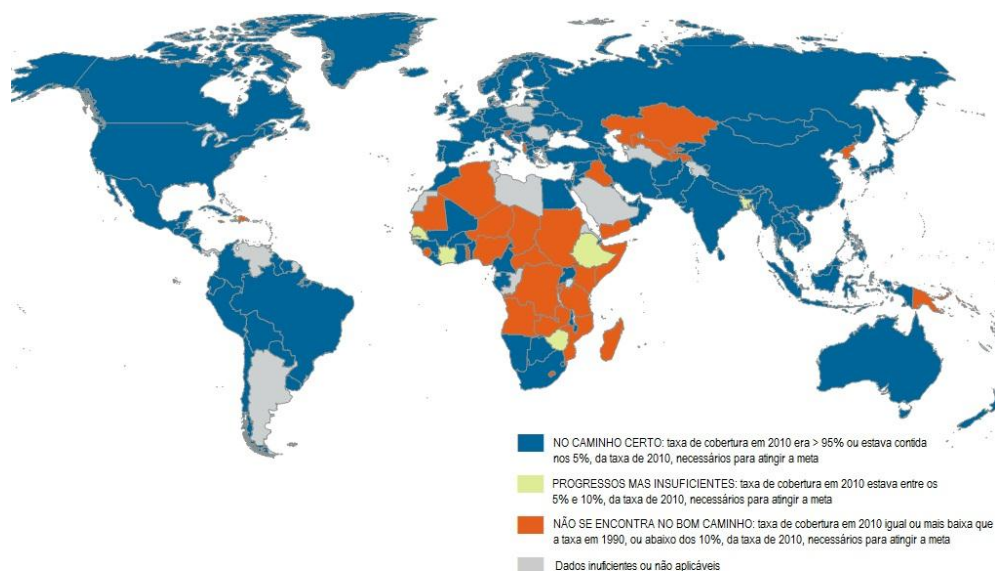 NO CAMINHO CERTO: taxa de cobertura em 2010 era > 95% ou estava contida
nos 5%, da taxa de 2010, necessários para atingir a meta
PROGRESSOS MAS INSUFICIENTES: taxa de cobertura em 2010 estava entre os
5% e 10%, da taxa de 2010, necessários para atingir a meta
NÃO SE ENCONTRA NO BOM CAMINHO: taxa de cobertura em 2010 igual ou mais baixa que
a taxa em 1990, ou abaixo dos 10%, da taxa de 2010, necessários para atingir a meta
Dados inuficientes ou não aplicáveis